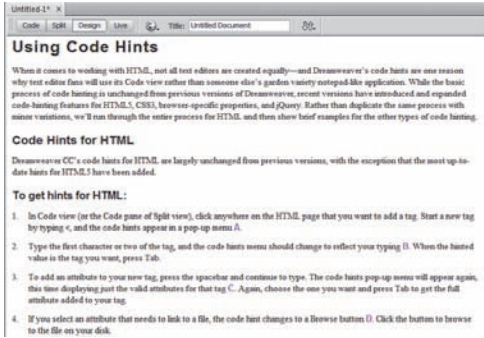 Untitled-1* ×
Code Split Design Live Title: Untitled Document
Using Code Hints
When it comes to working with HTML, not all text editors are created equally—and Dreamweaver's code hints are one reason
why text editor fans will use its Code view rather than someone else's garden variety notepad-like application. While the basic
process of code hinting is unchanged from previous versions of Dreamweaver, recent versions have introduced and expanded
code-hinting features for HTML5, CSS3, browser-specific properties, and jQuery. Rather than duplicate the same process with
minor variations, we'll run through the entire process for HTML and then show brief examples for the other types of code hinting.
Code Hints for HTML
Dreamweaver CC's code hints for HTML are largely unchanged from previous versions, with the exception that the most up-to-
date hints for HTML5 have been added.
To get hints for HTML:
1. In Code view (or the Code pane of Split view), click anywhere on the HTML page that you want to add a tag. Start a new tag
by typing <, and the code hints appear in a pop-up menu A.
2. Type the first character or two of the tag, and the code hints menu should change to reflect your typing B. When the hinted
value is the tag you want, press Tab.
3. To add an attribute to your new tag, press the spacebar and continue to type. The code hints pop-up menu will appear again,
this time displaying just the valid attributes for that tag C. Again, choose the one you want and press Tab to get the full
attribute added to your tag.
4. If you select an attribute that needs to link to a file, the code hint changes to a Browse button D. Click the button to browse
to the file on your disk.